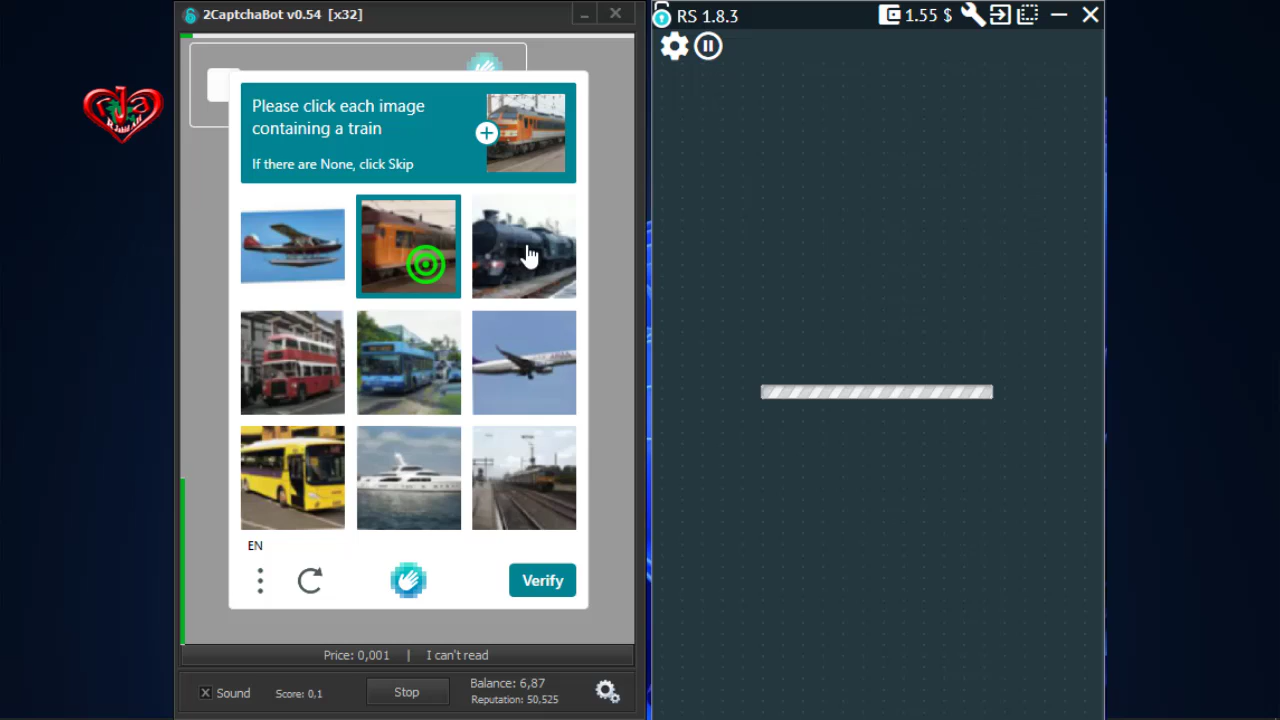 2CaptchaBot v0.54 [x32]
RS 1.8.3
1.55 $
Please click each image
containing a train
If there are None, click Skip
EN
Verify
Price: 0,001 | I can't read
Sound
Score: 0,1
Stop
Balance: 6,87
Reputation: 50,525